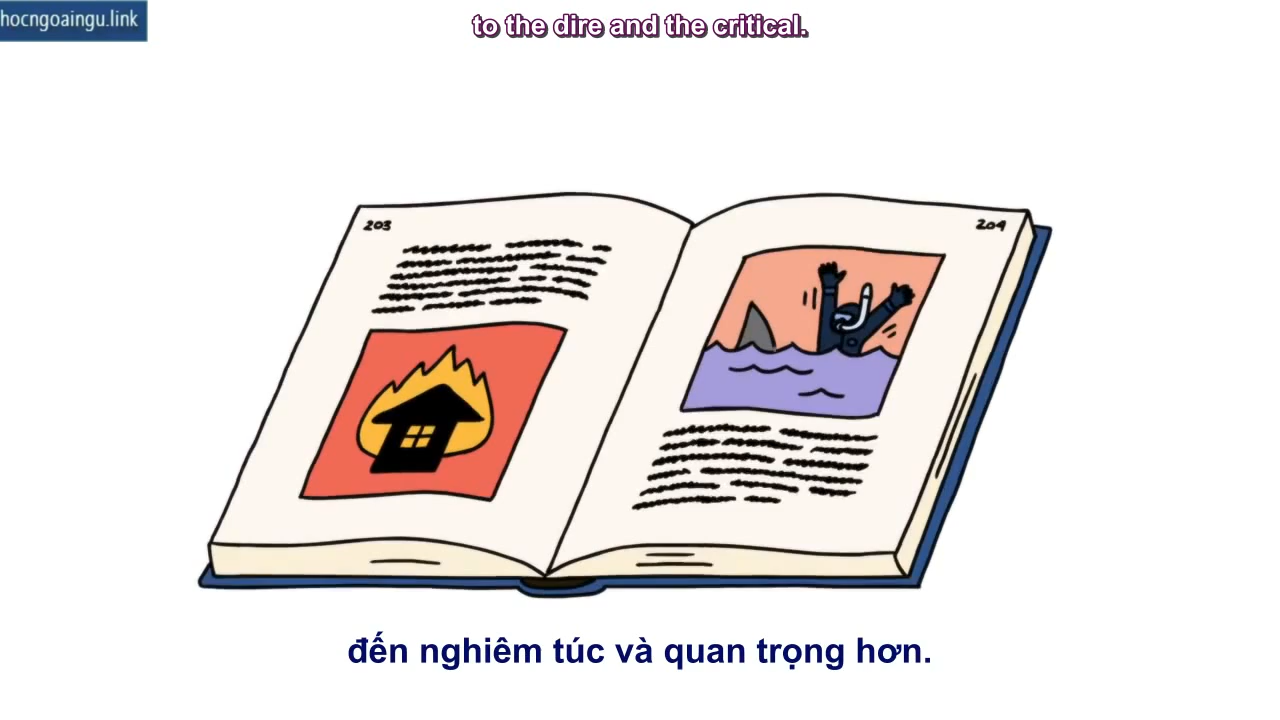 hocngoaingu.link
to the dire and the critical.
203
204
đến nghiêm túc và quan trọng hơn.